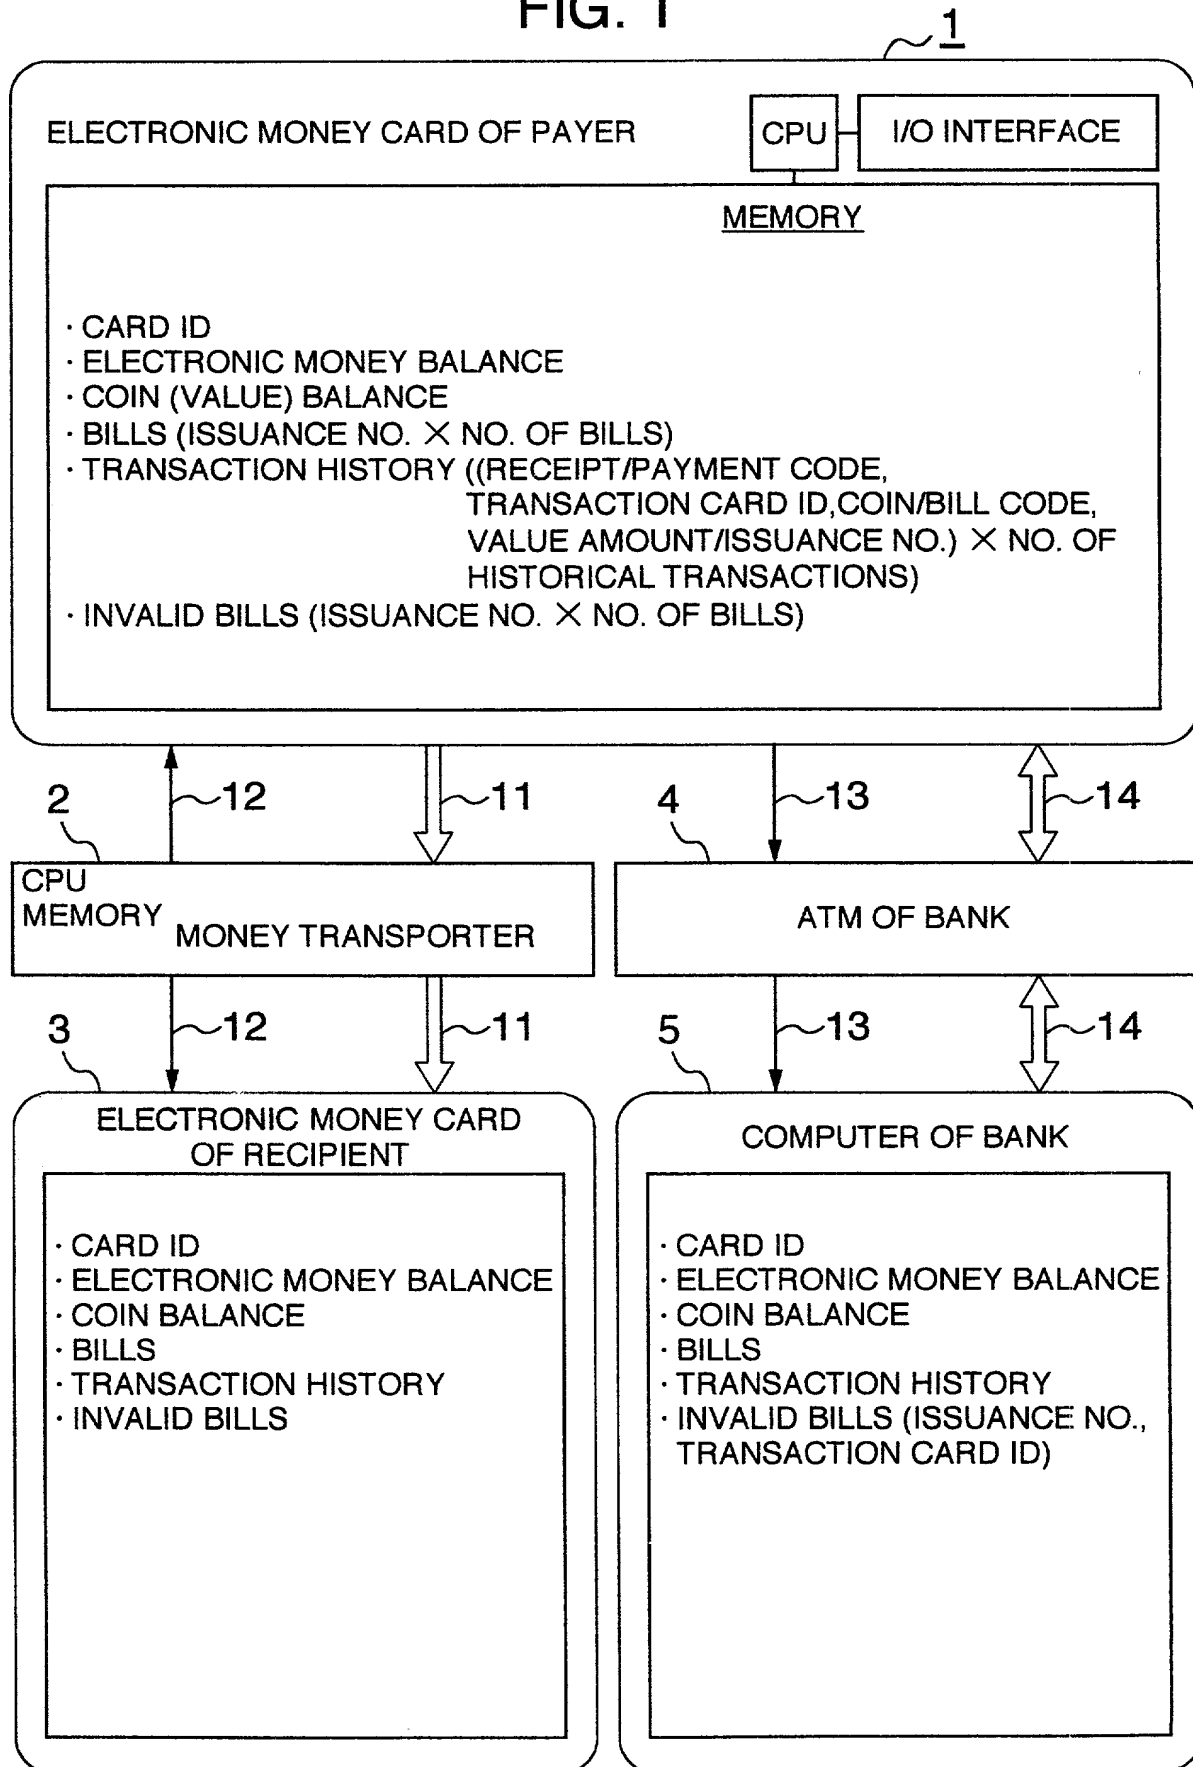 FIG. 1
1
ELECTRONIC MONEY CARD OF PAYER
CPU
I/O INTERFACE
MEMORY
· CARD ID
· ELECTRONIC MONEY BALANCE
· COIN (VALUE) BALANCE
· BILLS (ISSUANCE NO. × NO. OF BILLS)
· TRANSACTION HISTORY ((RECEIPT/PAYMENT CODE,
TRANSACTION CARD ID,COIN/BILL CODE,
VALUE AMOUNT/ISSUANCE NO.) × NO. OF
HISTORICAL TRANSACTIONS)
· INVALID BILLS (ISSUANCE NO. × NO. OF BILLS)
2
12
11
4
13
14
CPU
MEMORY
MONEY TRANSPORTER
ATM OF BANK
3
12
11
5
13
14
ELECTRONIC MONEY CARD
OF RECIPIENT
· CARD ID
· ELECTRONIC MONEY BALANCE
· COIN BALANCE
· BILLS
· TRANSACTION HISTORY
· INVALID BILLS
COMPUTER OF BANK
· CARD ID
· ELECTRONIC MONEY BALANCE
· COIN BALANCE
· BILLS
· TRANSACTION HISTORY
· INVALID BILLS (ISSUANCE NO.,
TRANSACTION CARD ID)